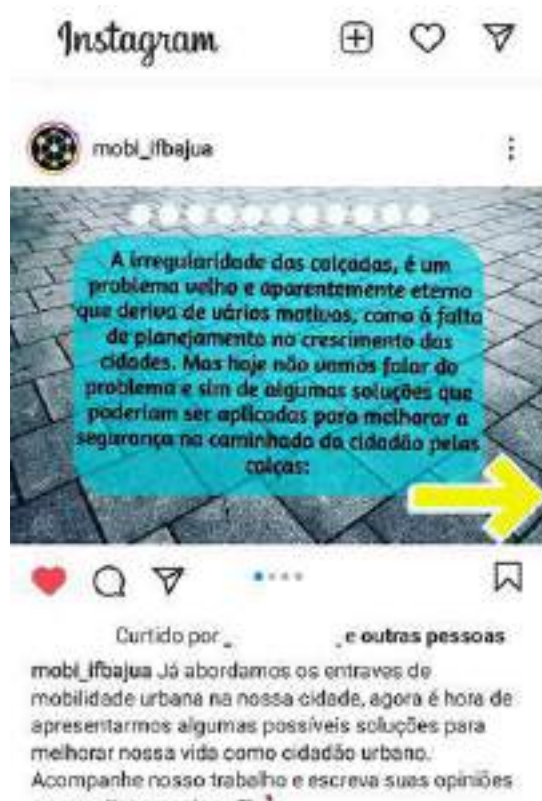 Instagram
mobi_ifbajua
A irregularidade das calçadas, é um
problema velho e aparentemente eterno
que deriva de vários motivos, como á falta
de planejamento no crescimento das
cidades. Mas hoje não vamos falar do
problema e sim de algumas soluções que
poderiam ser aplicadas para melhorar a
segurança na caminhada do cidadão pelas
calças:
Curtido por e outras pessoas
mobi_ifbajua Já abordamos os entraves de
mobilidade urbana na nossa cidade, agora é hora de
apresentarmos algumas possíveis soluções para
melhorar nossa vida como cidadão urbano.
Acompanhe nosso trabalho e escreva suas opiniões